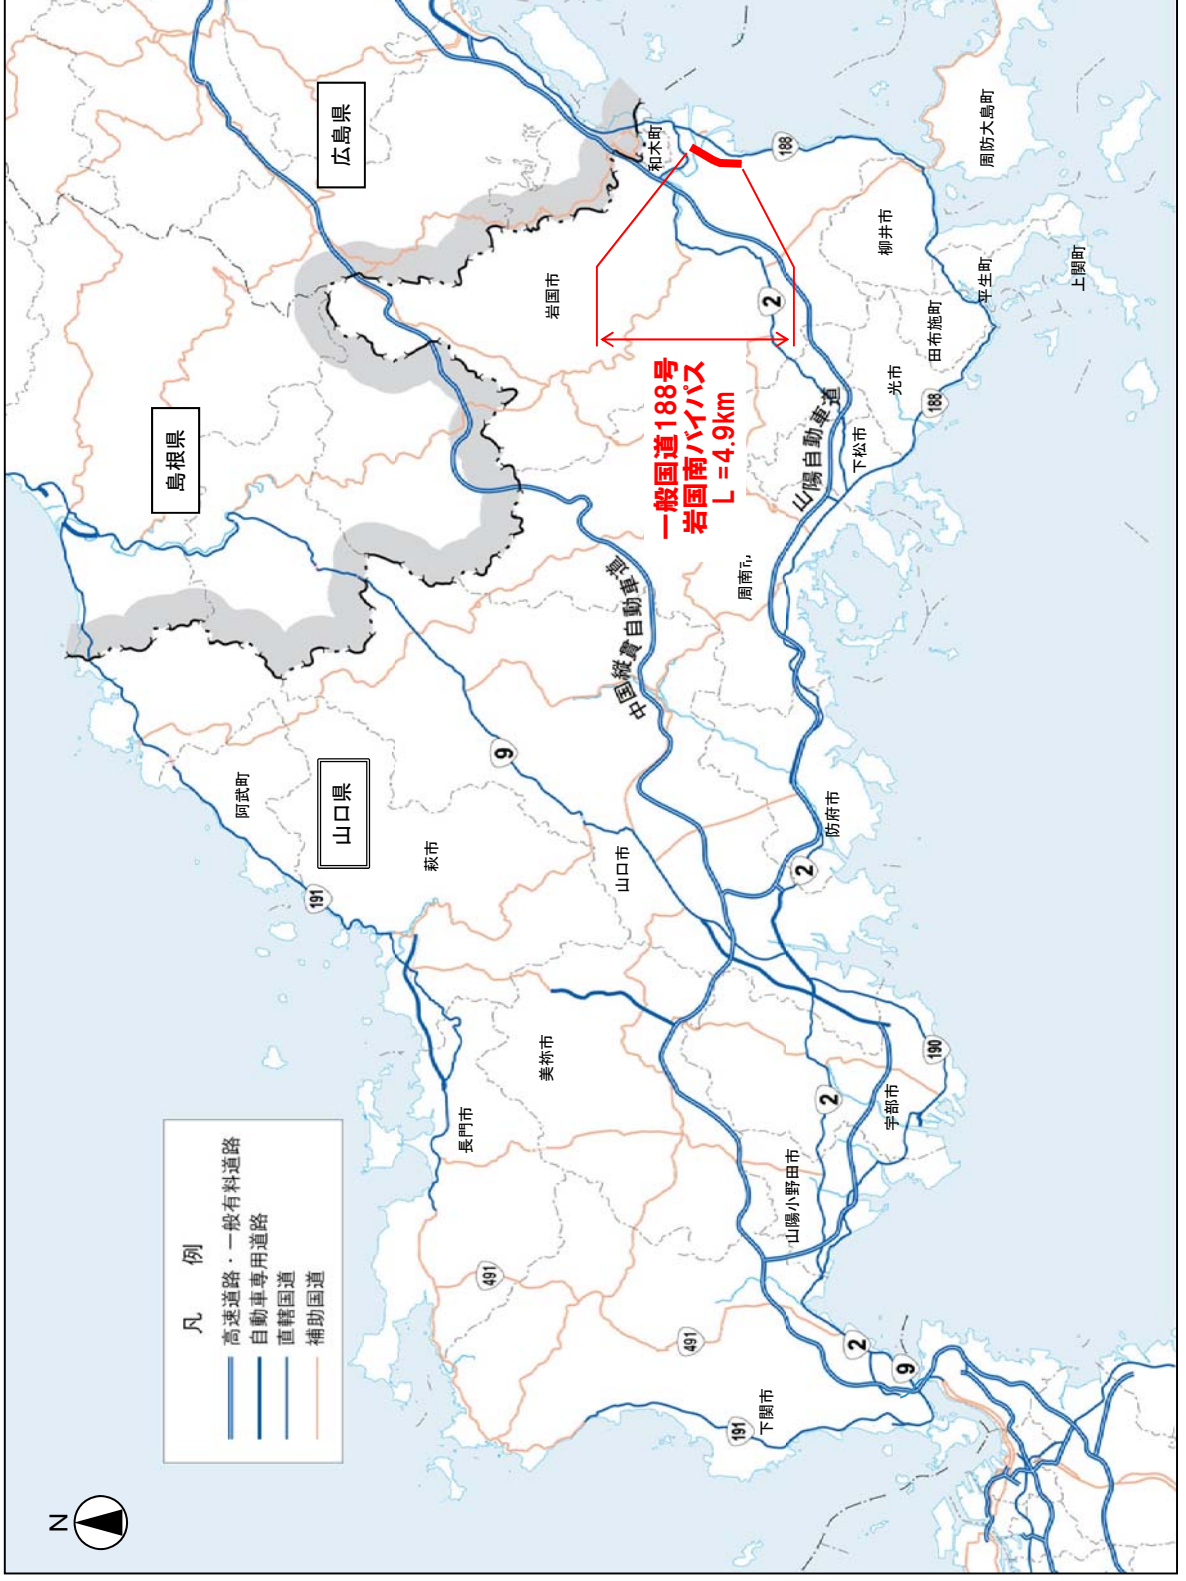 N
凡 例
高速道路・一般有料道路
自動車専用道路
直轄国道
補助国道
島根県
広島県
山口県
阿武町
萩市
191
9
長門市
美祢市
山口市
491
491
191
下関市
2
9
山陽小野田市
2
宇部市
190
2
防府市
中国縦貫自動車道
山陽自動車道
周南
下松市
光市
188
田布施町
平生町
上関町
柳井市
周防大島町
188
2
岩国市
和木町
一般国道188号
岩国南バイパス
L=4.9km